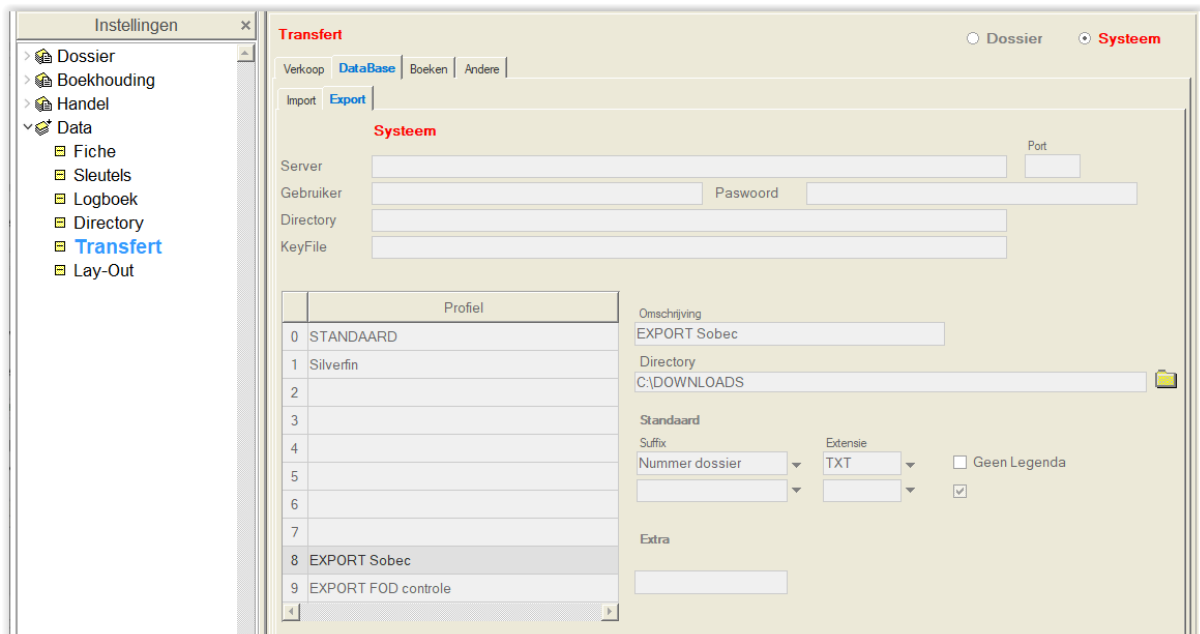 Instellingen
Dossier
Boekhouding
Handel
Data
Fiche
Sleutels
Logboek
Directory
Transfert
Lay-Out
Transfert
Dossier Systeem
Verkoop DataBase Boeken Andere
Import Export
Systeem
Port
Server
Gebruiker Paswoord
Directory
KeyFile
Profiel
0 STANDAARD
1 Silverfin
2
3
4
5
6
7
8 EXPORT Sobec
9 EXPORT FOD controle
Omschrijving
EXPORT Sobec
Directory
C:\DOWNLOADS
Standaard
Suffix Extensie
Nummer dossier TXT Geen Legenda
Extra